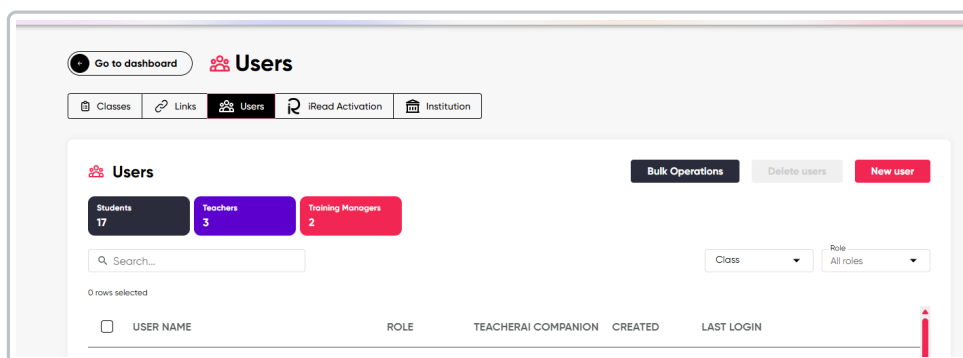 Go to dashboard
Users
Classes Links Users iRead Activation Institution
Users
Bulk Operations Delete users New user
Students Teachers Training Managers
17 3 2
Search... Class Role
All roles
0 rows selected
USER NAME ROLE TEACHERAI COMPANION CREATED LAST LOGIN